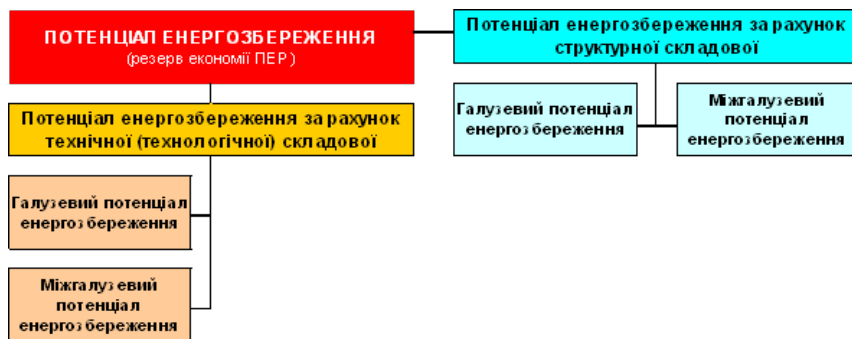 ПОТЕНЦІАЛ ЕНЕРГОЗБЕРЕЖЕННЯ
(резерв економії ПЕР)
Потенціал енергозбереження за рахунок
структурної складової
Потенціал енергозбереження за рахунок
технічної (технологічної) складової
Галузевий потенціал
енергозбереження
Міжгалузевий
потенціал
енергозбереження
Галузевий потенціал
енергозбереження
Міжгалузевий
потенціал
енергозбереження